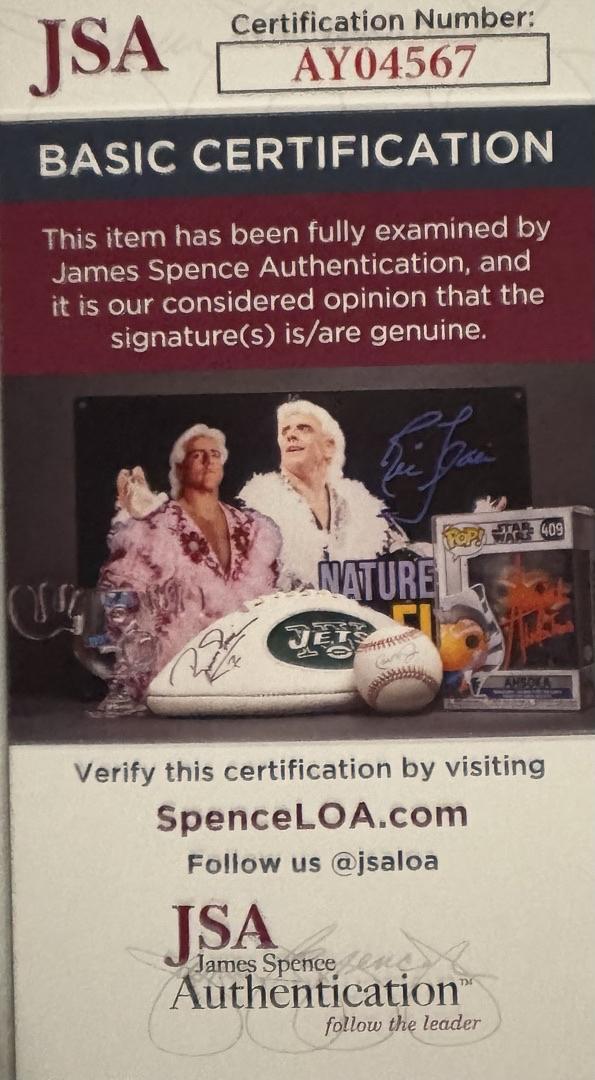 JSA
Certification Number:
AY04567
BASIC CERTIFICATION
This item has been fully examined by
James Spence Authentication, and
it is our considered opinion that the
signature(s) is/are genuine.
POP!
STAR
WARS
409
NATURE
JETS
AHSOKA
Verify this certification by visiting
SpenceLOA.com
Follow us @jsaloa
JSA
James Spence
Authentication™
follow the leader